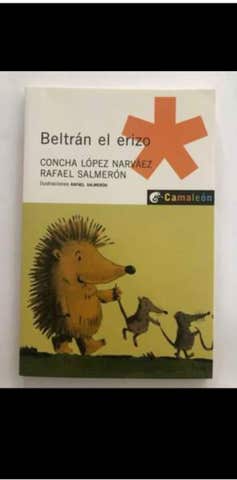 Beltrán el erizo
CONCHA LÓPEZ NARVÁEZ
RAFAEL SALMERÓN
Ilustraciones RAFAEL SALMERÓN
Camaleón